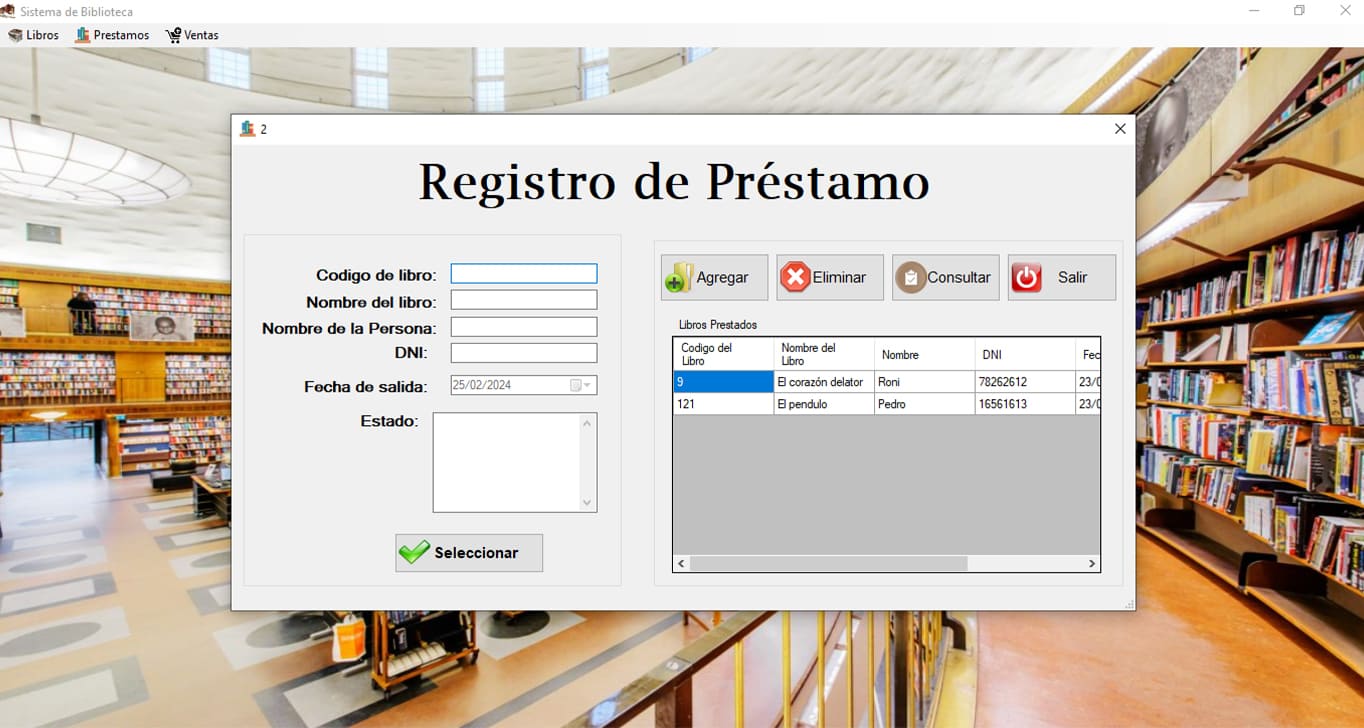 Sistema de Biblioteca
Libros Prestamos Ventas
2
Registro de Préstamo
Codigo de libro:
Nombre del libro:
Nombre de la Persona:
DNI:
Fecha de salida: 25/02/2024
Estado:
Seleccionar
Agregar Eliminar Consultar Salir
Libros Prestados
Codigo del Libro Nombre del Libro Nombre DNI Fec
9 El corazón delator Roni 78262612 23/0
121 El pendulo Pedro 16561613 23/0